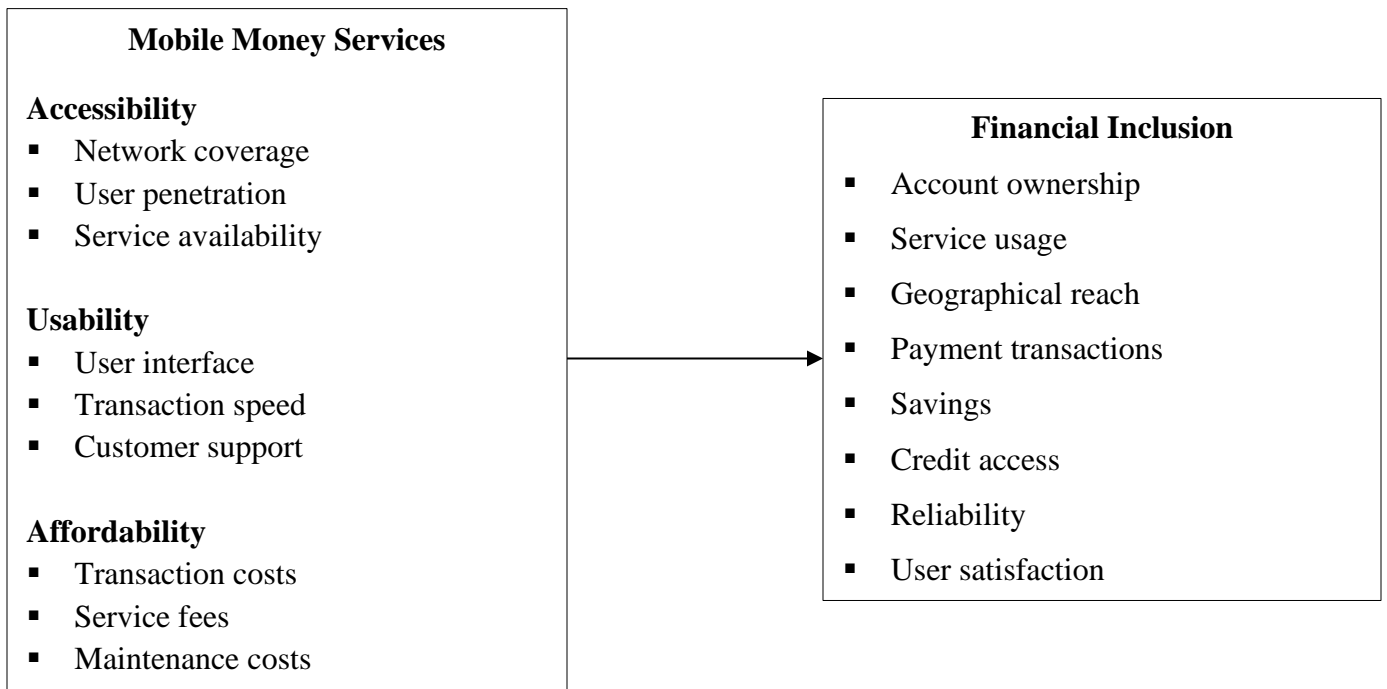 Mobile Money Services
Accessibility
▪ Network coverage
▪ User penetration
▪ Service availability
Usability
▪ User interface
▪ Transaction speed
▪ Customer support
Affordability
▪ Transaction costs
▪ Service fees
▪ Maintenance costs
Financial Inclusion
▪ Account ownership
▪ Service usage
▪ Geographical reach
▪ Payment transactions
▪ Savings
▪ Credit access
▪ Reliability
▪ User satisfaction